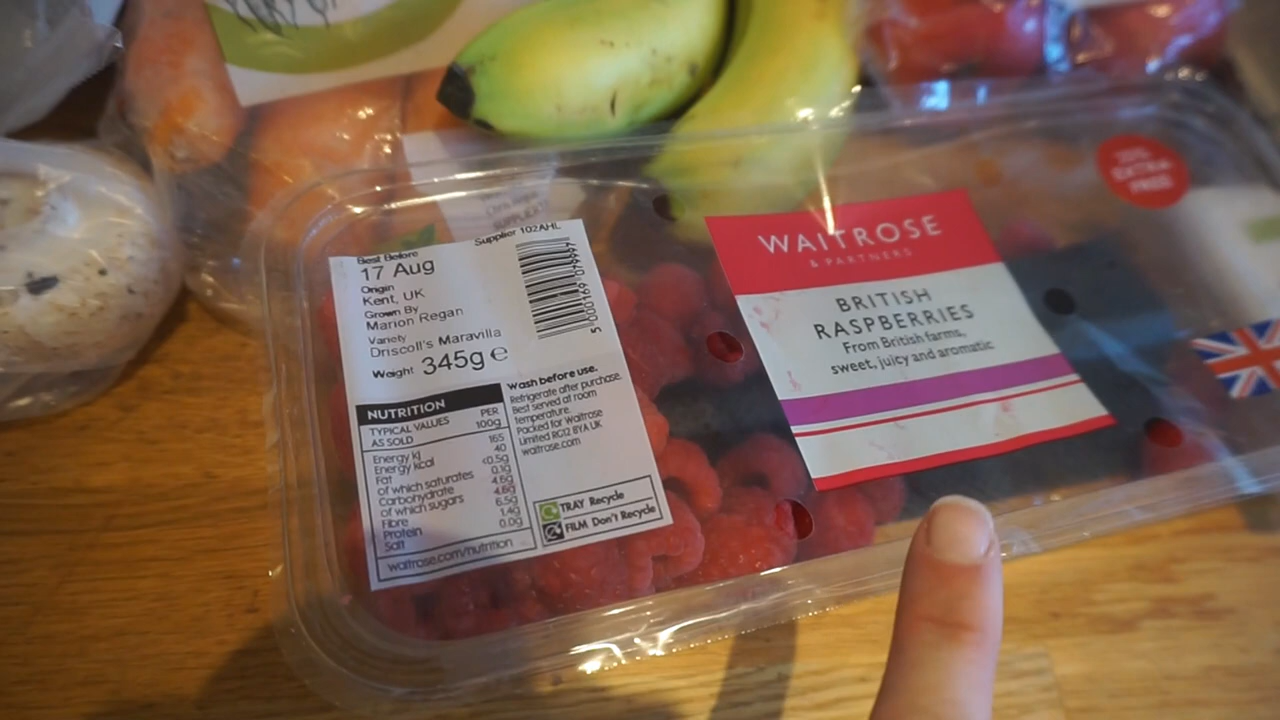 Best Before
17 Aug
Origin
Kent, UK
Grown By
Marion Regan
Variety
Driscoll's Maravilla
Weight 345g e
Supplier 102AHL
5 000169 079997
NUTRITION
TYPICAL VALUES PER
AS SOLD 100g
Energy kJ 165
Energy kcal 40
Fat <0.5g
of which saturates 0.1g
Carbohydrate 4.6g
of which sugars 4.6g
Fibre 6.5g
Protein 1.4g
Salt 0.0g
waitrose.com/nutrition
Wash before use.
Refrigerate after purchase.
Best served at room
temperature.
Packed for Waitrose
Limited RG12 8YA UK
waitrose.com
TRAY Recycle
FILM Don't Recycle
WAITROSE
& PARTNERS
BRITISH
RASPBERRIES
From British farms,
sweet, juicy and aromatic
EXTRA
FREE
SUPPLIER